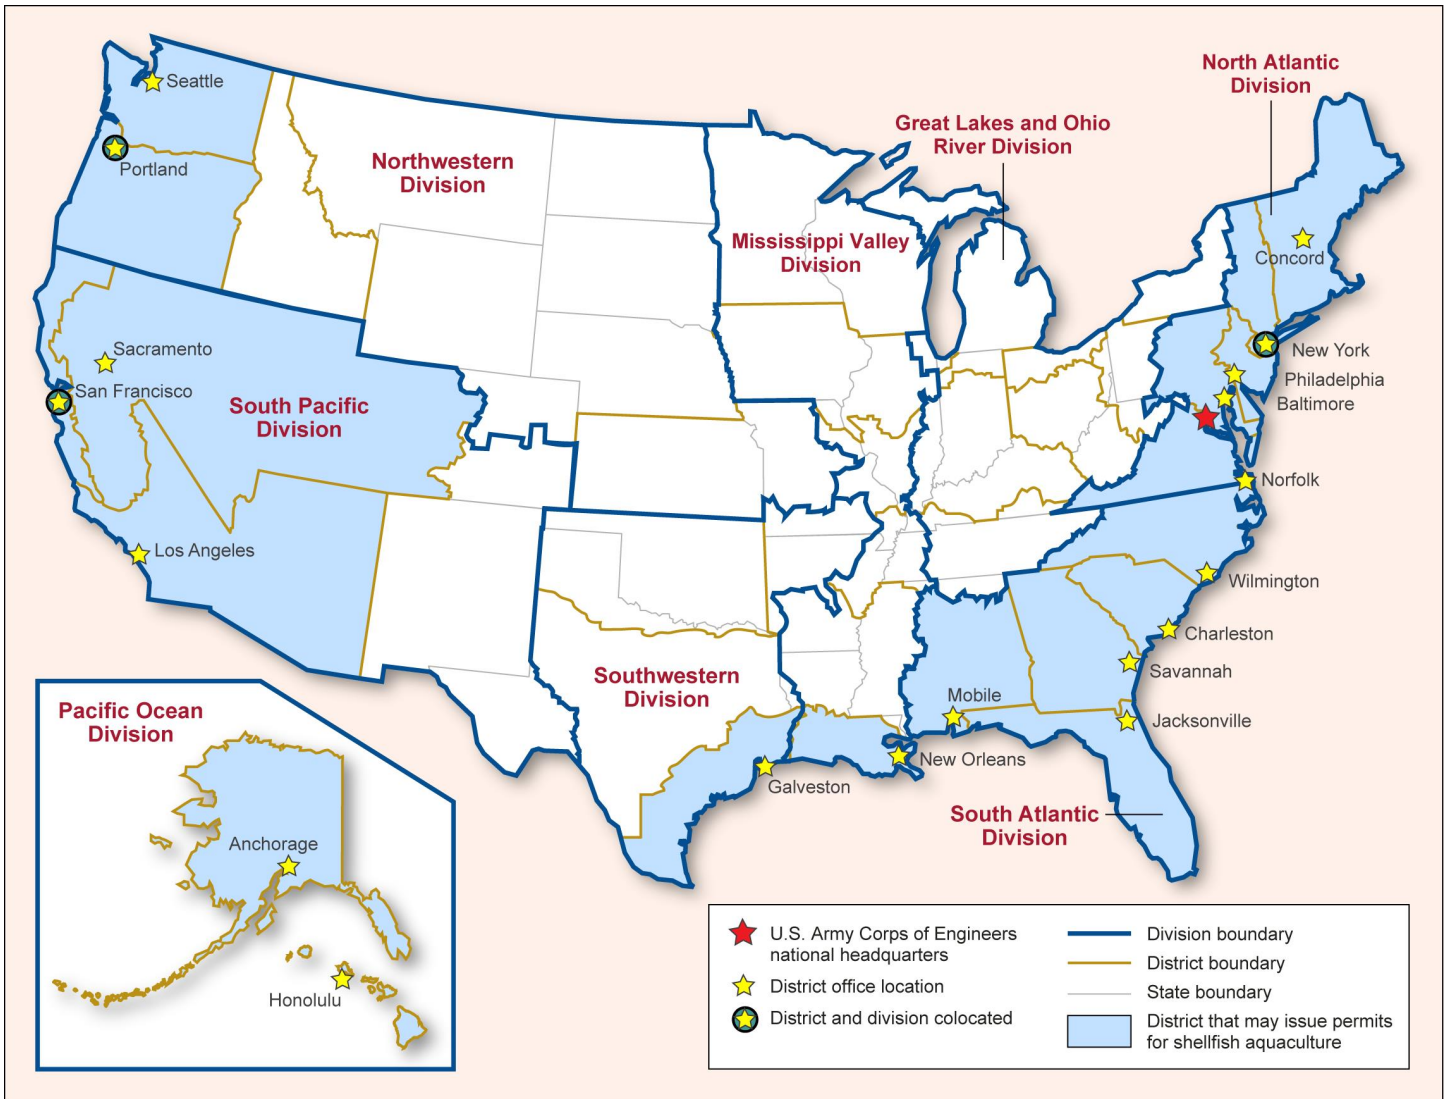 North Atlantic
Division
Seattle
Great Lakes and Ohio
River Division
Northwestern
Division
Portland
Mississippi Valley
Division
Concord
Sacramento
New York
San Francisco
Philadelphia
South Pacific
Division
Baltimore
Norfolk
Los Angeles
Wilmington
Charleston
Southwestern
Division
Savannah
Mobile
Jacksonville
Pacific Ocean
Division
New Orleans
Galveston
South Atlantic
Division
Anchorage
Honolulu
U.S. Army Corps of Engineers
national headquarters
District office location
District and division colocated
Division boundary
District boundary
State boundary
District that may issue permits
for shellfish aquaculture